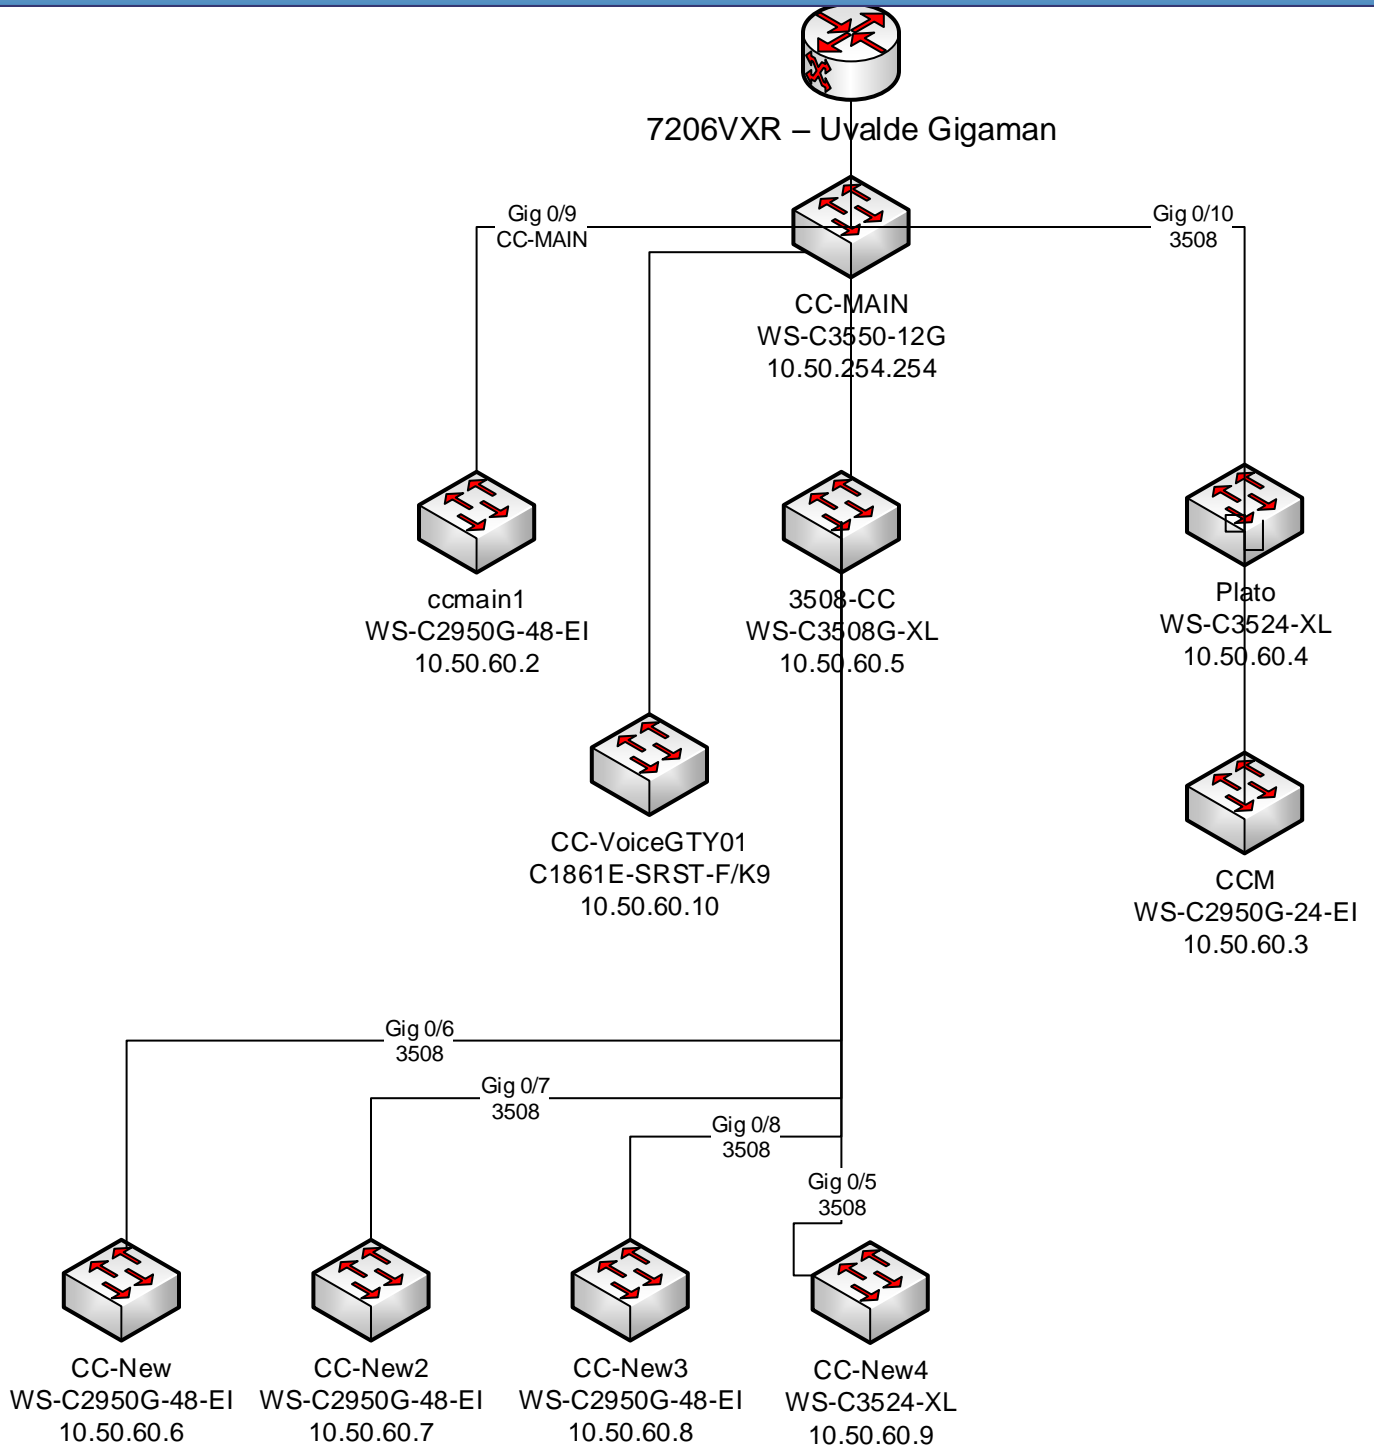 7206VXR – Uvalde Gigaman
Gig 0/9
CC-MAIN
Gig 0/10
3508
CC-MAIN
WS-C3550-12G
10.50.254.254
ccmain1
WS-C2950G-48-EI
10.50.60.2
3508-CC
WS-C3508G-XL
10.50.60.5
Plato
WS-C3524-XL
10.50.60.4
CC-VoiceGTY01
C1861E-SRST-F/K9
10.50.60.10
CCM
WS-C2950G-24-EI
10.50.60.3
Gig 0/6
3508
Gig 0/7
3508
Gig 0/8
3508
Gig 0/5
3508
CC-New
WS-C2950G-48-EI
10.50.60.6
CC-New2
WS-C2950G-48-EI
10.50.60.7
CC-New3
WS-C2950G-48-EI
10.50.60.8
CC-New4
WS-C3524-XL
10.50.60.9